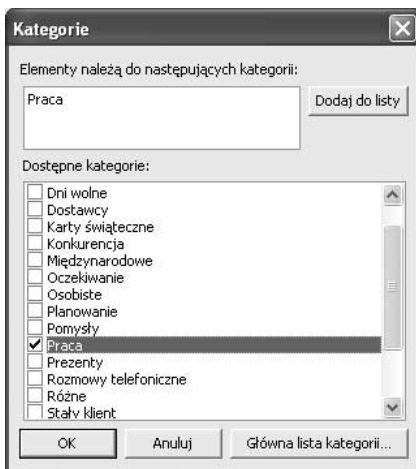 Kategorie
Elementy należą do następujących kategorii:
Praca
Dodaj do listy
Dostępne kategorie:
Dni wolne
Dostawcy
Karty świąteczne
Konkurencja
Międzynarodowe
Oczekiwanie
Osobiste
Planowanie
Pomysły
Praca
Prezenty
Rozmowy telefoniczne
Różne
Stały klient
OK
Anuluj
Główna lista kategorii...